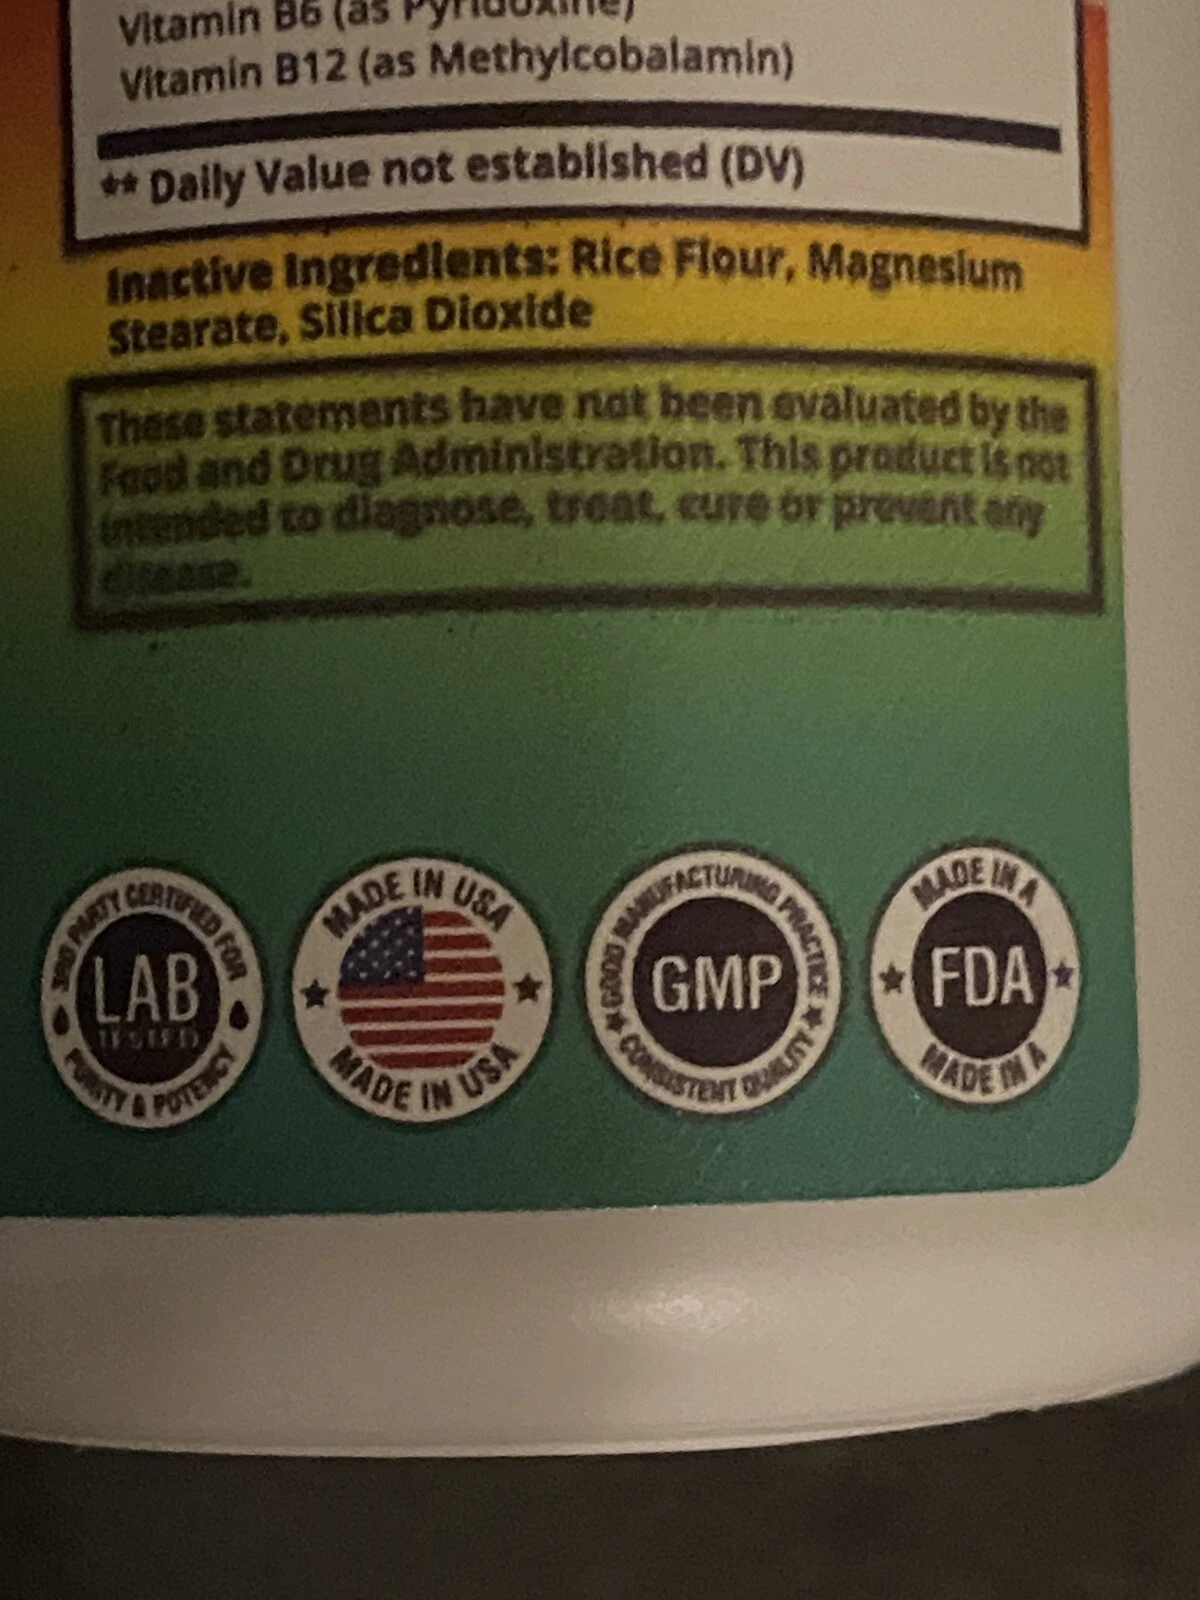 Vitamin B6 (as Pyridoxine)
Vitamin B12 (as Methylcobalamin)
** Daily Value not established (DV)
Inactive Ingredients: Rice Flour, Magnesium
Stearate, Silica Dioxide
These statements have not been evaluated by the
Food and Drug Administration. This product is not
intended to diagnose, treat, cure or prevent any
disease.
3RD PARTY CERTIFIED FOR
LAB
TESTED
PURITY & POTENCY
MADE IN USA
MADE IN USA
GOOD MANUFACTURING PRACTICE
GMP
CONSISTENT QUALITY
MADE IN A
FDA
MADE IN A